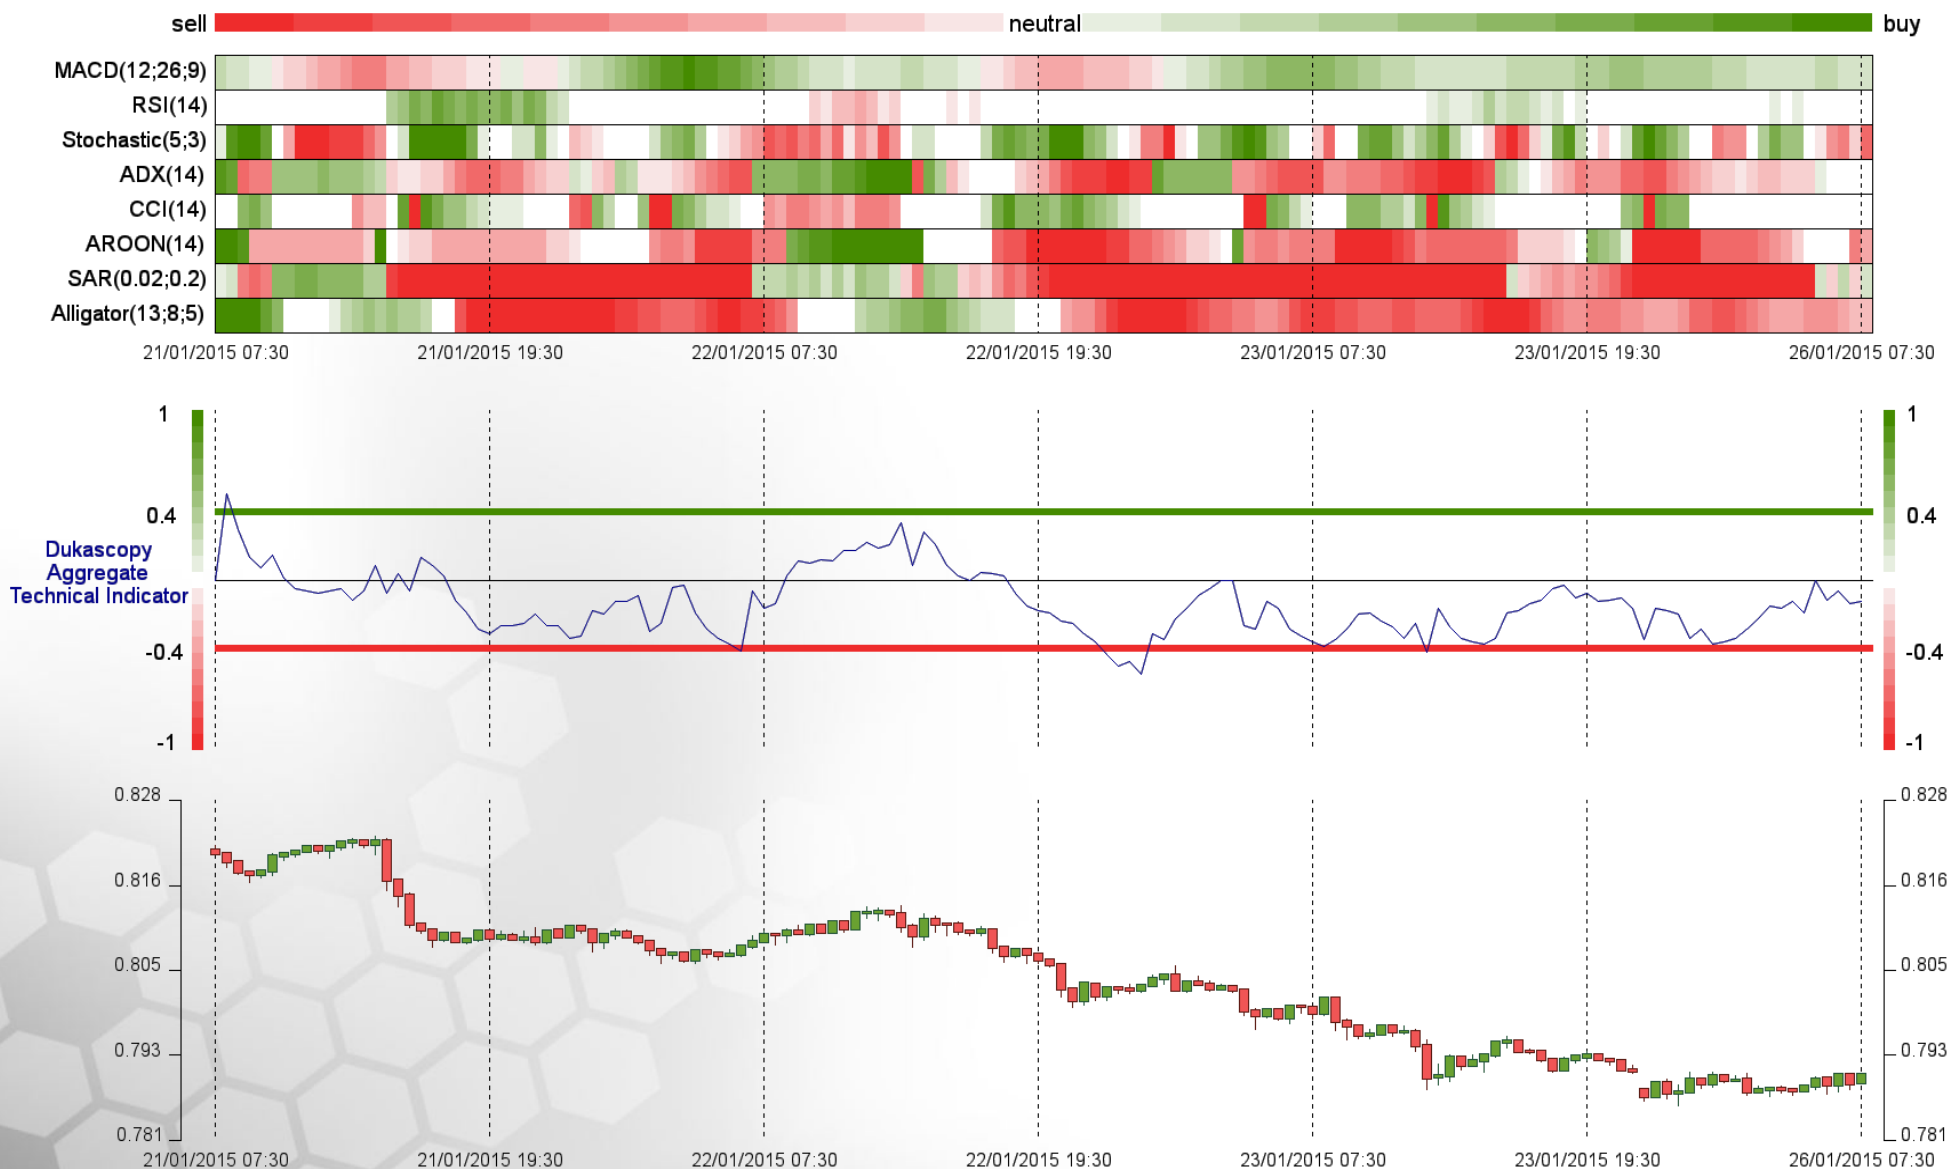 sell neutral buy
MACD(12;26;9)
RSI(14)
Stochastic(5;3)
ADX(14)
CCI(14)
AROON(14)
SAR(0.02;0.2)
Alligator(13;8;5)
21/01/2015 07:30 21/01/2015 19:30 22/01/2015 07:30 22/01/2015 19:30 23/01/2015 07:30 23/01/2015 19:30 26/01/2015 07:30
1 1
0.4 0.4
Dukascopy
Aggregate
Technical Indicator
-0.4 -0.4
-1 -1
0.828 0.828
0.816 0.816
0.805 0.805
0.793 0.793
0.781 0.781
21/01/2015 07:30 21/01/2015 19:30 22/01/2015 07:30 22/01/2015 19:30 23/01/2015 07:30 23/01/2015 19:30 26/01/2015 07:30